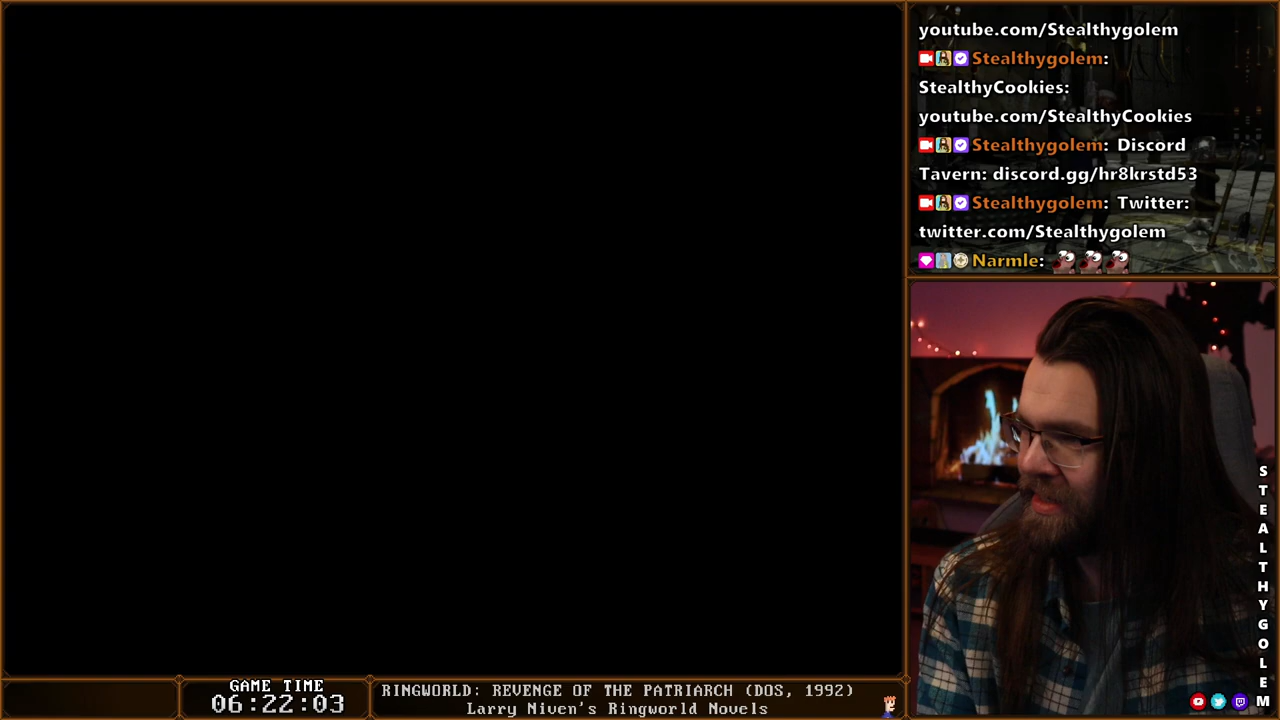 youtube.com/Stealthygolem
Stealthygolem:
StealthyCookies:
youtube.com/StealthyCookies
Stealthygolem: Discord
Tavern: discord.gg/hr8krstd53
Stealthygolem: Twitter:
twitter.com/Stealthygolem
Narmle:
STEALTHYGOLEM
GAME TIME
06:22:03
RINGWORLD: REVENGE OF THE PATRIARCH (DOS, 1992)
Larry Niven's Ringworld Novels